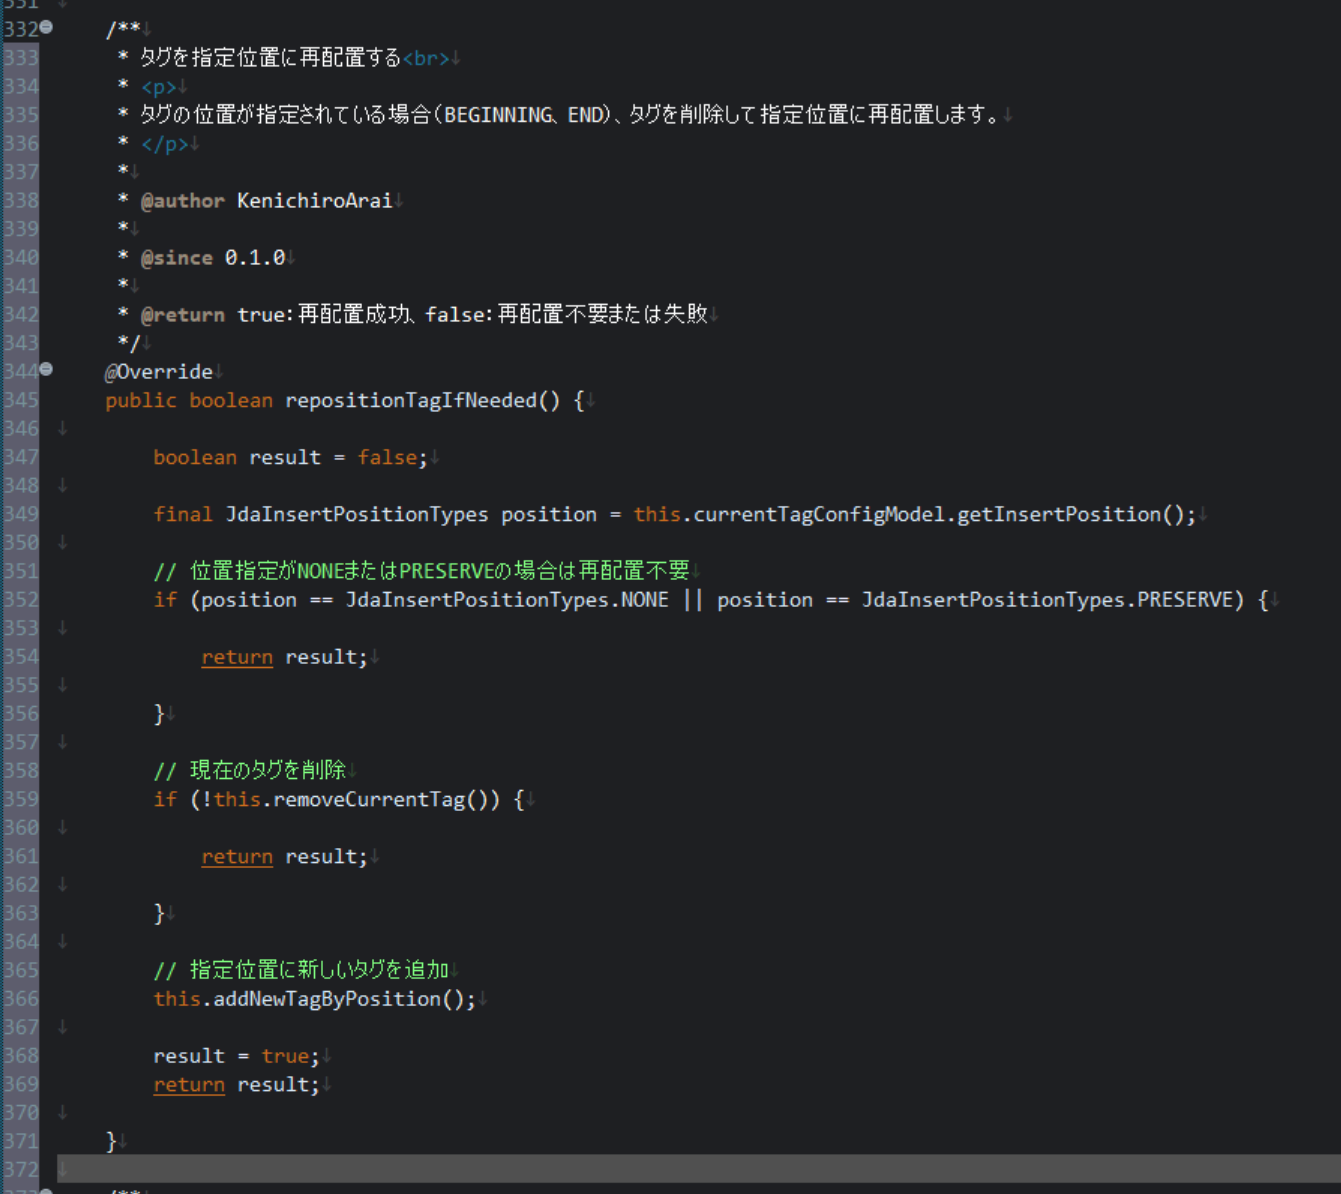 331
332 /**
333 * タグを指定位置に再配置する<br>
334 * <p>
335 * タグの位置が指定されている場合（BEGINNING、END）、タグを削除して指定位置に再配置します。
336 * </p>
337 *
338 * @author KenichiroArai
339 *
340 * @since 0.1.0
341 *
342 * @return true：再配置成功、false：再配置不要または失敗
343 */
344 @Override
345 public boolean repositionTagIfNeeded() {
346
347 boolean result = false;
348
349 final JdaInsertPositionTypes position = this.currentTagConfigModel.getInsertPosition();
350
351 // 位置指定がNONEまたはPRESERVEの場合は再配置不要
352 if (position == JdaInsertPositionTypes.NONE || position == JdaInsertPositionTypes.PRESERVE) {
353
354 return result;
355
356 }
357
358 // 現在のタグを削除
359 if (!this.removeCurrentTag()) {
360
361 return result;
362
363 }
364
365 // 指定位置に新しいタグを追加
366 this.addNewTagByPosition();
367
368 result = true;
369 return result;
370
371 }
372
373 /**